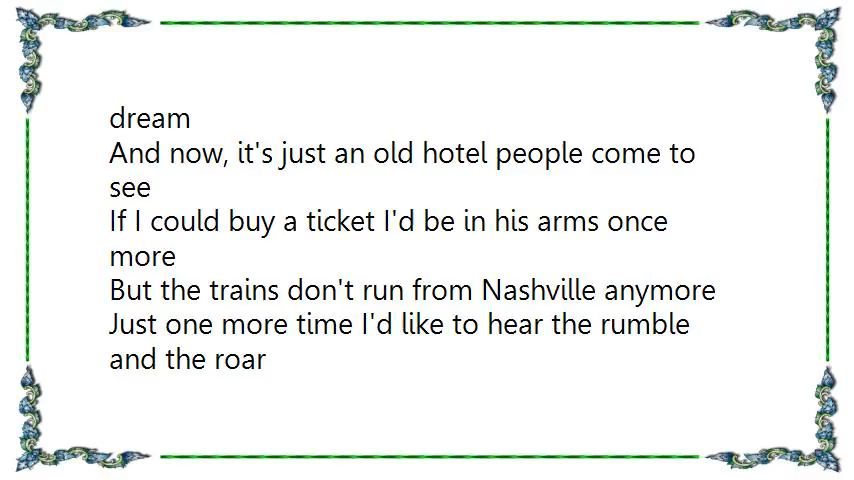 dream
And now, it's just an old hotel people come to
see
If I could buy a ticket I'd be in his arms once
more
But the trains don't run from Nashville anymore
Just one more time I'd like to hear the rumble
and the roar